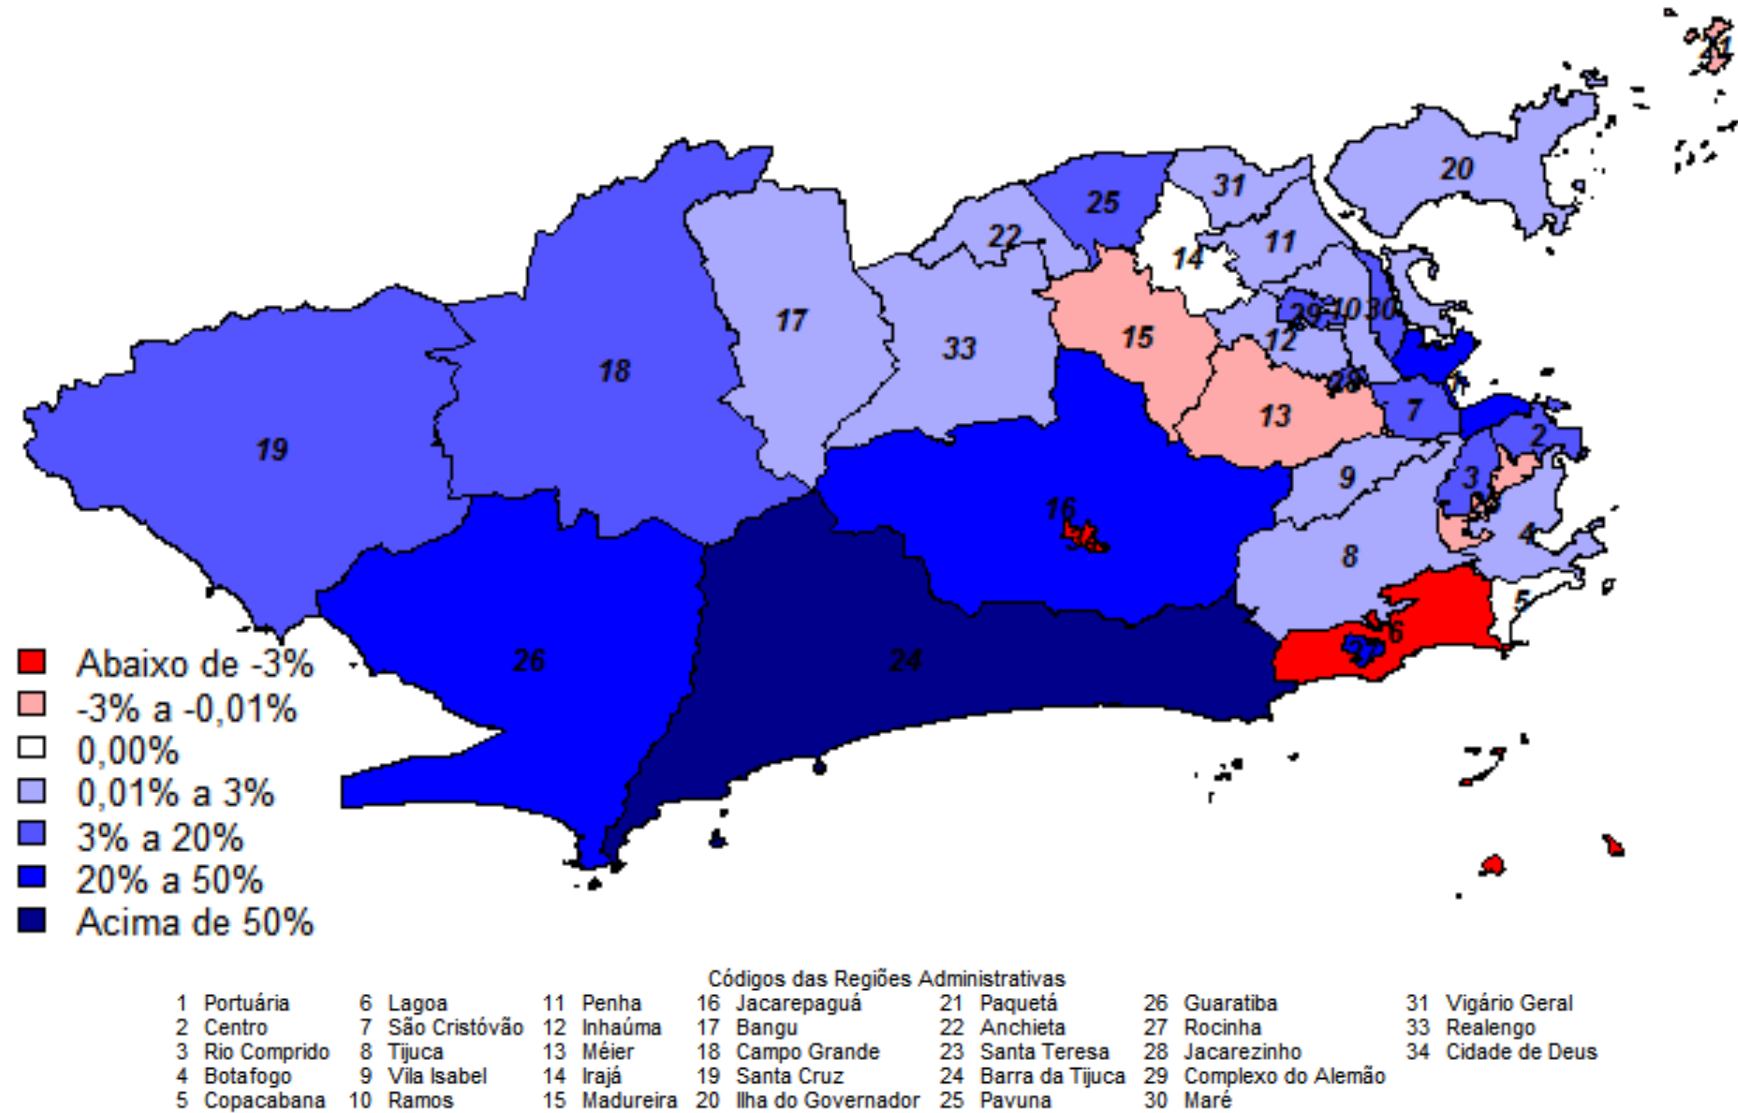 21
20
31
25
22
11
14
10
30
29
17
15
12
33
18
28
7
13
1
2
19
9
3
16
23
34
4
8
5
6
27
26
24
Abaixo de -3%
-3% a -0,01%
0,00%
0,01% a 3%
3% a 20%
20% a 50%
Acima de 50%
Códigos das Regiões Administrativas
1 Portuária 6 Lagoa 11 Penha 16 Jacarepaguá 21 Paquetá 26 Guaratiba 31 Vigário Geral
2 Centro 7 São Cristóvão 12 Inhaúma 17 Bangu 22 Anchieta 27 Rocinha 33 Realengo
3 Rio Comprido 8 Tijuca 13 Méier 18 Campo Grande 23 Santa Teresa 28 Jacarezinho 34 Cidade de Deus
4 Botafogo 9 Vila Isabel 14 Irajá 19 Santa Cruz 24 Barra da Tijuca 29 Complexo do Alemão
5 Copacabana 10 Ramos 15 Madureira 20 Ilha do Governador 25 Pavuna 30 Maré